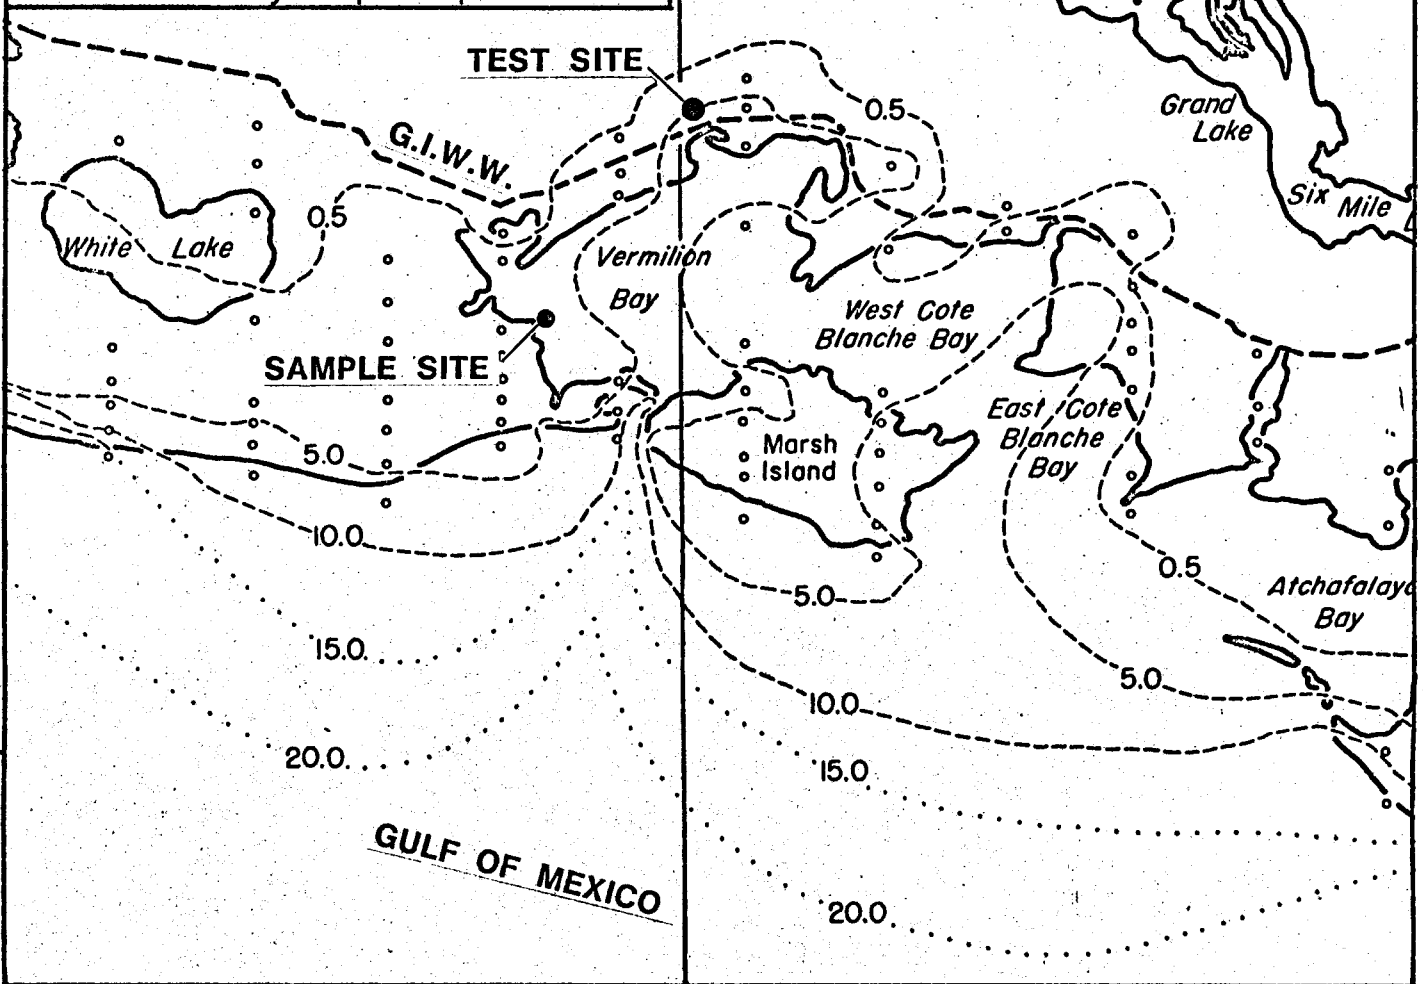 TEST SITE
0.5
Grand
Lake
G.I.W.W.
Six Mile
0.5
White Lake
Vermilion
Bay
West Cote
Blanche Bay
SAMPLE SITE
East Cote
Blanche
Bay
Marsh
Island
5.0
10.0
0.5
Atchafalaya
Bay
5.0
15.0
5.0
10.0
20.0
15.0
GULF OF MEXICO
20.0